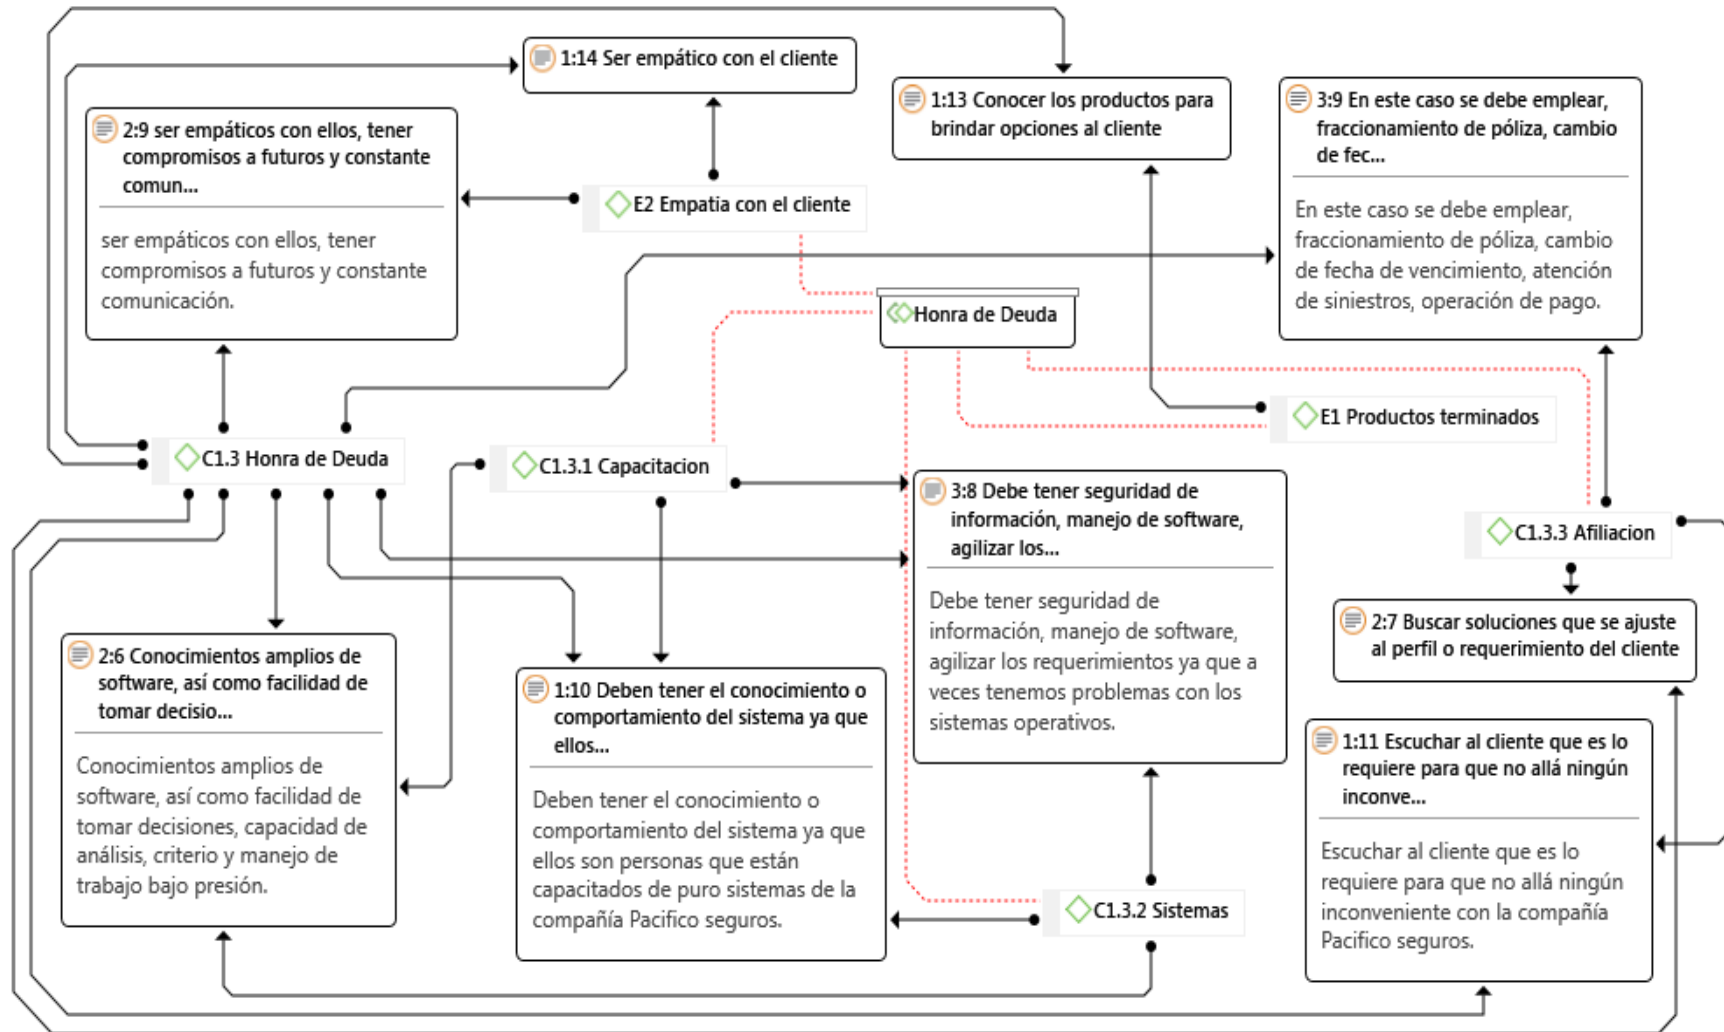 1:14 Ser empático con el cliente
1:13 Conocer los productos para
brindar opciones al cliente
3:9 En este caso se debe emplear,
fraccionamiento de póliza, cambio
de fec...
En este caso se debe emplear,
fraccionamiento de póliza, cambio
de fecha de vencimiento, atención
de siniestros, operación de pago.
2:9 ser empáticos con ellos, tener
compromisos a futuros y constante
comun...
ser empáticos con ellos, tener
compromisos a futuros y constante
comunicación.
E2 Empatia con el cliente
Honra de Deuda
E1 Productos terminados
C1.3 Honra de Deuda
C1.3.1 Capacitacion
3:8 Debe tener seguridad de
información, manejo de software,
agilizar los...
Debe tener seguridad de
información, manejo de software,
agilizar los requerimientos ya que a
veces tenemos problemas con los
sistemas operativos.
C1.3.3 Afiliacion
2:7 Buscar soluciones que se ajuste
al perfil o requerimiento del cliente
2:6 Conocimientos amplios de
software, así como facilidad de
tomar decisio...
Conocimientos amplios de
software, así como facilidad de
tomar decisiones, capacidad de
análisis, criterio y manejo de
trabajo bajo presión.
1:10 Deben tener el conocimiento o
comportamiento del sistema ya que
ellos...
Deben tener el conocimiento o
comportamiento del sistema ya que
ellos son personas que están
capacitados de puro sistemas de la
compañía Pacifico seguros.
1:11 Escuchar al cliente que es lo
requiere para que no allá ningún
inconve...
Escuchar al cliente que es lo
requiere para que no allá ningún
inconveniente con la compañía
Pacifico seguros.
C1.3.2 Sistemas